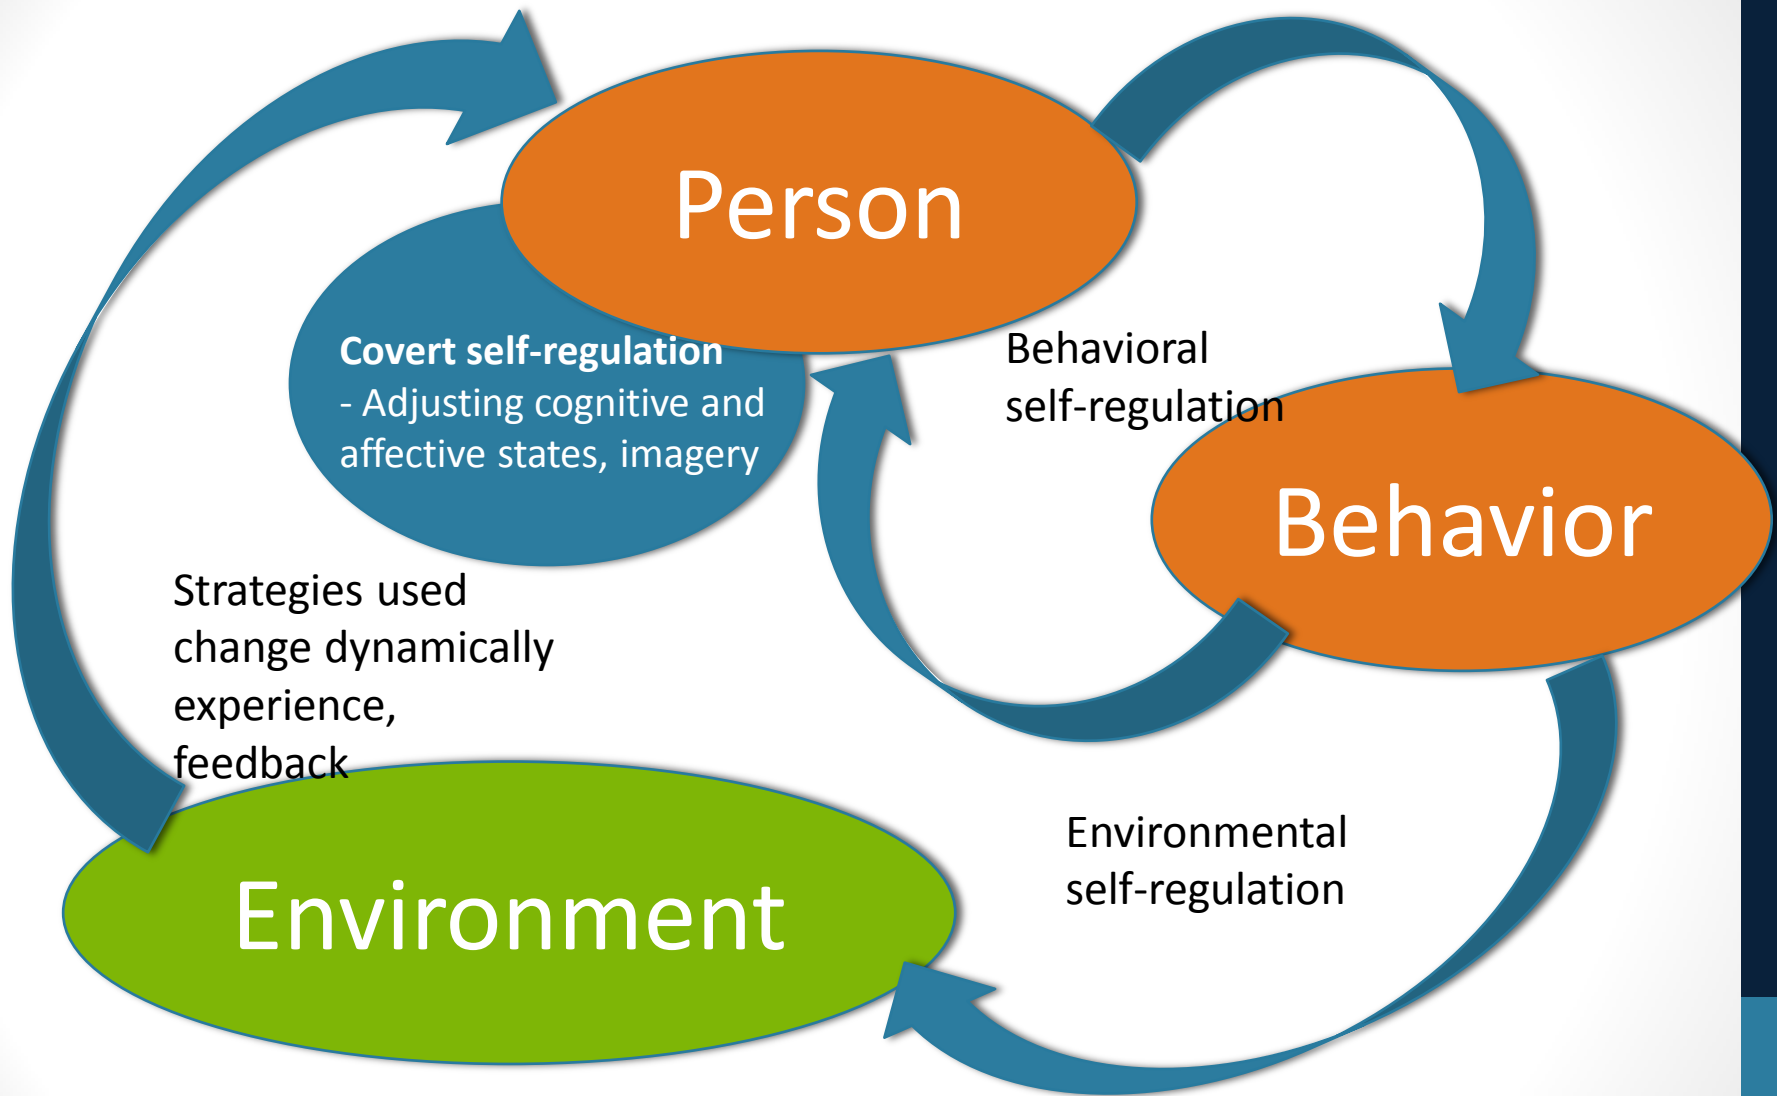 Person
Covert self-regulation
- Adjusting cognitive and
affective states, imagery
Behavioral
self-regulation
Behavior
Strategies used
change dynamically
experience,
feedback
Environmental
self-regulation
Environment